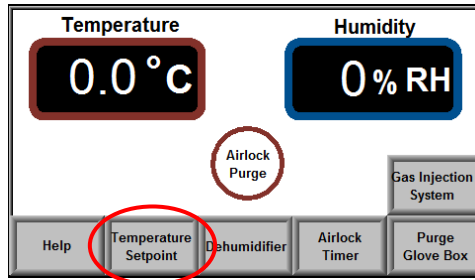 Temperature
Humidity
0.0 °C
0 % RH
Airlock
Purge
Gas Injection
System
Help
Temperature
Setpoint
Dehumidifier
Airlock
Timer
Purge
Glove Box